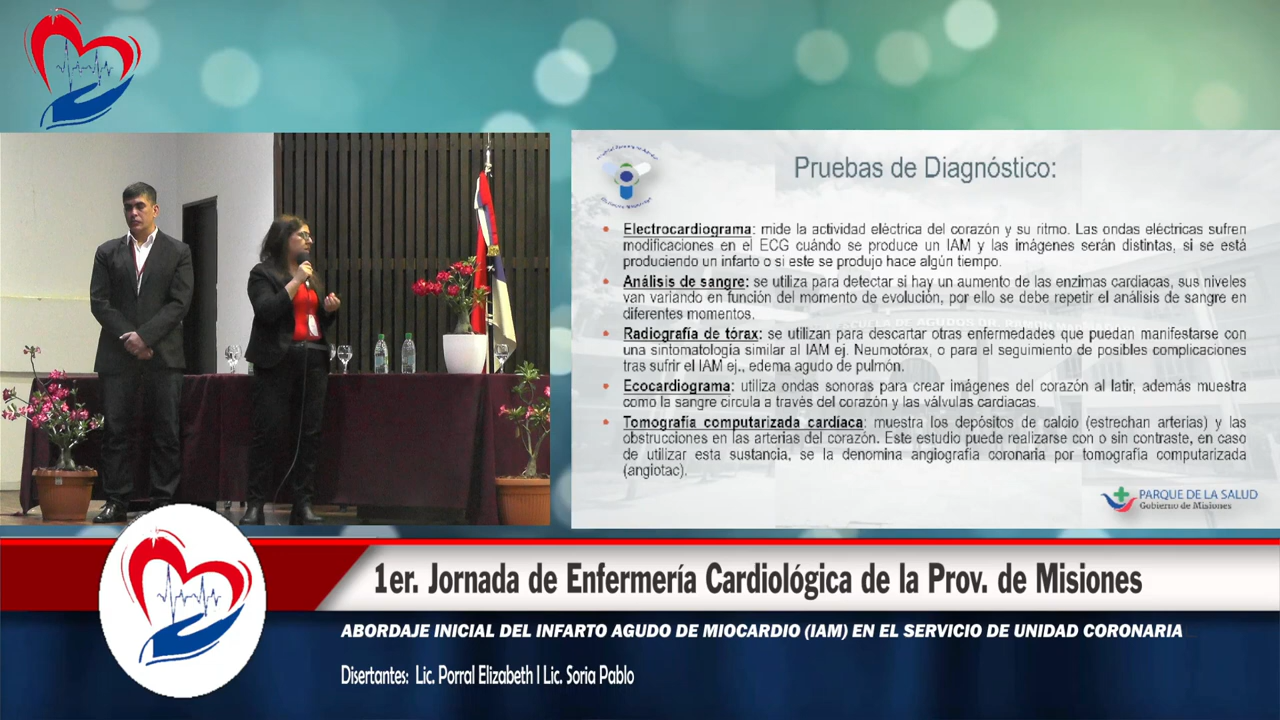 Pruebas de Diagnóstico:
• Electrocardiograma: mide la actividad eléctrica del corazón y su ritmo. Las ondas eléctricas sufren
modificaciones en el ECG cuándo se produce un IAM y las imágenes serán distintas, si se está
produciendo un infarto o si este se produjo hace algún tiempo.
• Análisis de sangre: se utiliza para detectar si hay un aumento de las enzimas cardiacas, sus niveles
van variando en función del momento de evolución, por ello se debe repetir el análisis de sangre en
diferentes momentos.
• Radiografía de tórax: se utilizan para descartar otras enfermedades que puedan manifestarse con
una sintomatología similar al IAM ej. Neumotórax, o para el seguimiento de posibles complicaciones
tras sufrir el IAM ej., edema agudo de pulmón.
• Ecocardiograma: utiliza ondas sonoras para crear imágenes del corazón al latir, además muestra
como la sangre circula a través del corazón y las válvulas cardiacas.
• Tomografía computarizada cardíaca: muestra los depósitos de calcio (estrechan arterias) y las
obstrucciones en las arterias del corazón. Este estudio puede realizarse con o sin contraste, en caso
de utilizar esta sustancia, se la denomina angiografía coronaria por tomografía computarizada
(angiotac).
PARQUE DE LA SALUD
Gobierno de Misiones
1er. Jornada de Enfermería Cardiológica de la Prov. de Misiones
ABORDAJE INICIAL DEL INFARTO AGUDO DE MIOCARDIO (IAM) EN EL SERVICIO DE UNIDAD CORONARIA
Disertantes: Lic. Porral Elizabeth I Lic. Soria Pablo